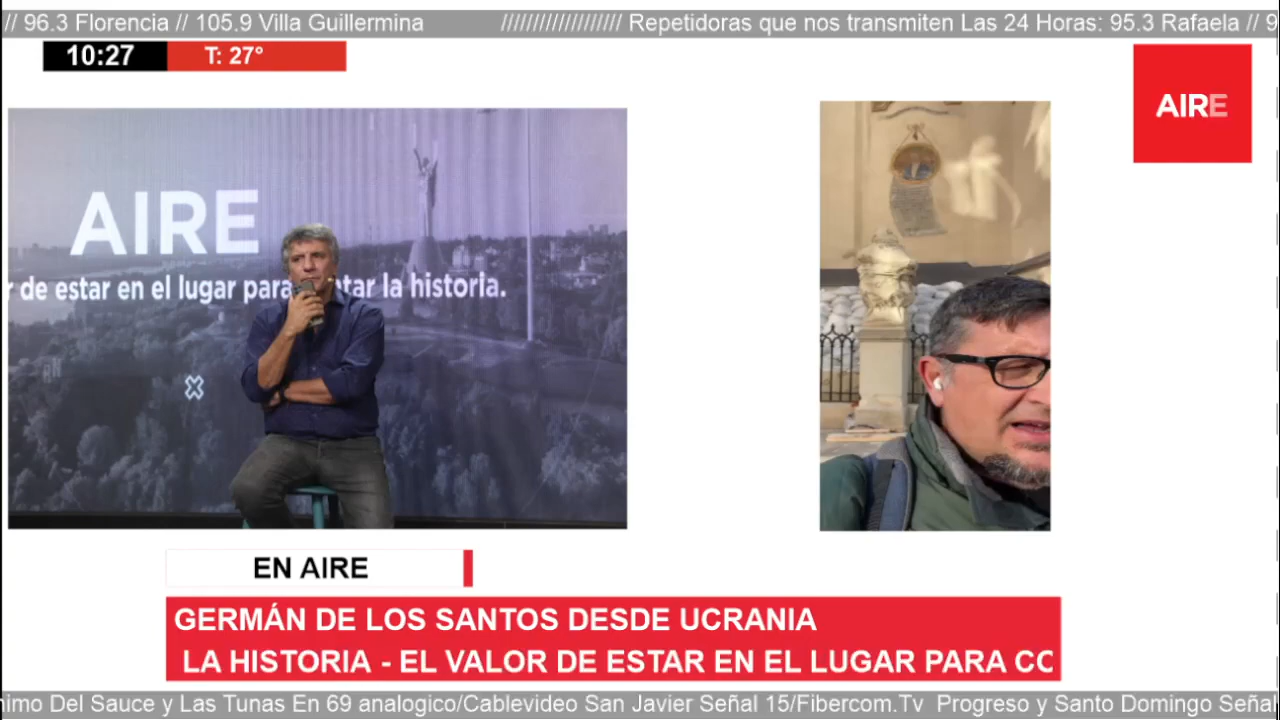 // 96.3 Florencia // 105.9 Villa Guillermina ////////////////// Repetidoras que nos transmiten Las 24 Horas: 95.3 Rafaela // 9
10:27 T: 27°
AIRE
AIRE
de estar en el lugar para tar la historia.
EN AIRE
GERMÁN DE LOS SANTOS DESDE UCRANIA
LA HISTORIA - EL VALOR DE ESTAR EN EL LUGAR PARA CO
nimo Del Sauce y Las Tunas En 69 analogico/Cablevideo San Javier Señal 15/Fibercom.Tv Progreso y Santo Domingo Señal